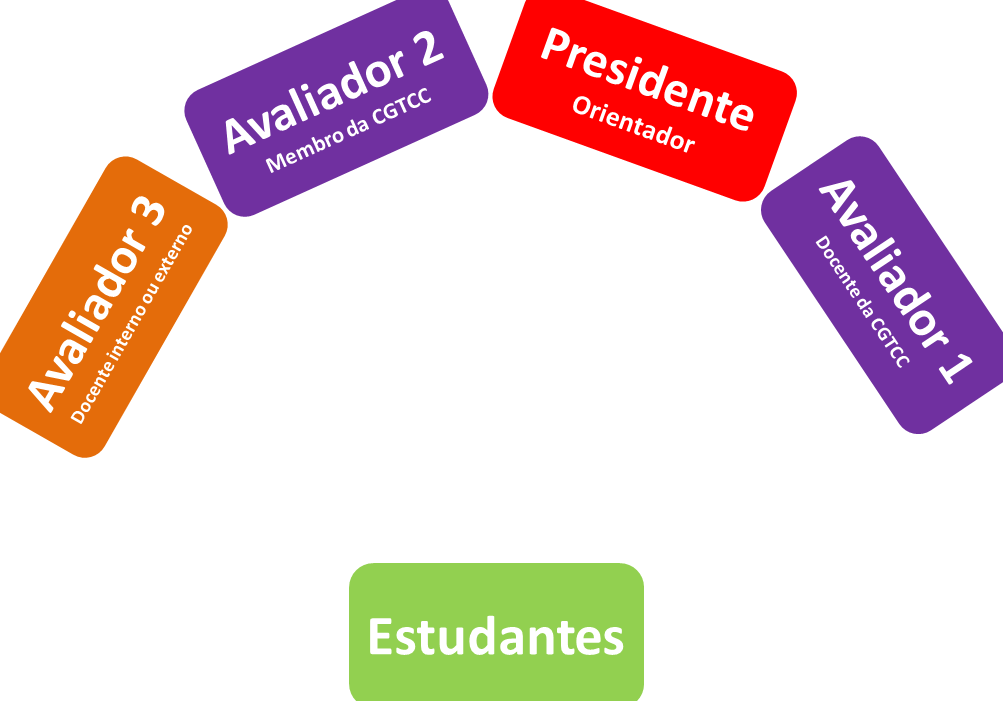 Avaliador 2
Membro da CGTCC
Presidente
Orientador
Avaliador 3
Docente interno ou externo
Avaliador 1
Docente da CGTCC
Estudantes